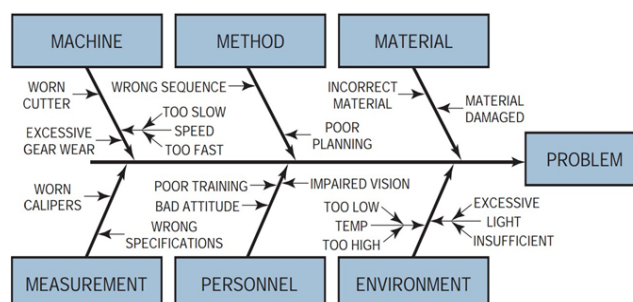 MACHINE
METHOD
MATERIAL
WORN
CUTTER
EXCESSIVE
GEAR WEAR
TOO SLOW
SPEED
TOO FAST
WRONG SEQUENCE
POOR
PLANNING
INCORRECT
MATERIAL
MATERIAL
DAMAGED
PROBLEM
WORN
CALIPERS
WRONG
SPECIFICATIONS
POOR TRAINING
BAD ATTITUDE
IMPAIRED VISION
TOO LOW
TEMP
TOO HIGH
EXCESSIVE
LIGHT
INSUFFICIENT
MEASUREMENT
PERSONNEL
ENVIRONMENT